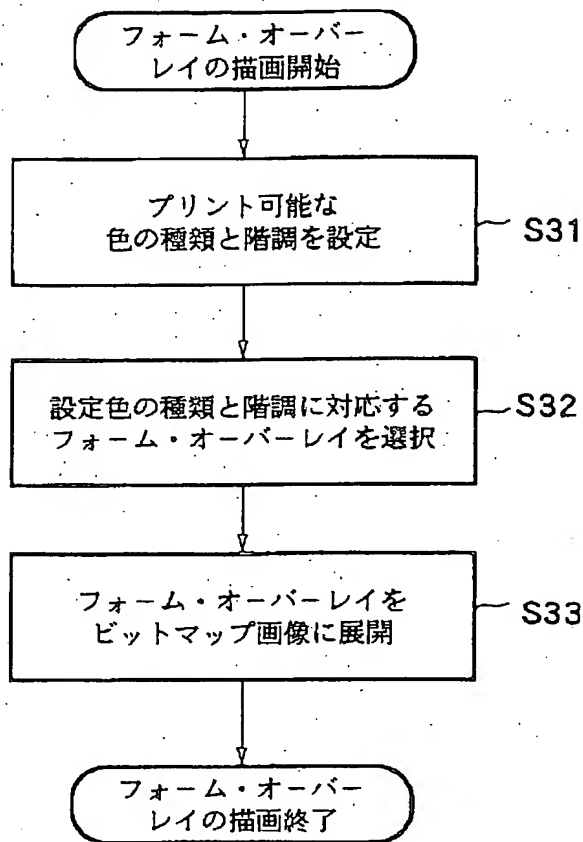 フォーム・オーバー
レイの描画開始
プリント可能な
色の種類と階調を設定
S31
設定色の種類と階調に対応する
フォーム・オーバーレイを選択
S32
フォーム・オーバーレイを
ビットマップ画像に展開
S33
フォーム・オーバー
レイの描画終了